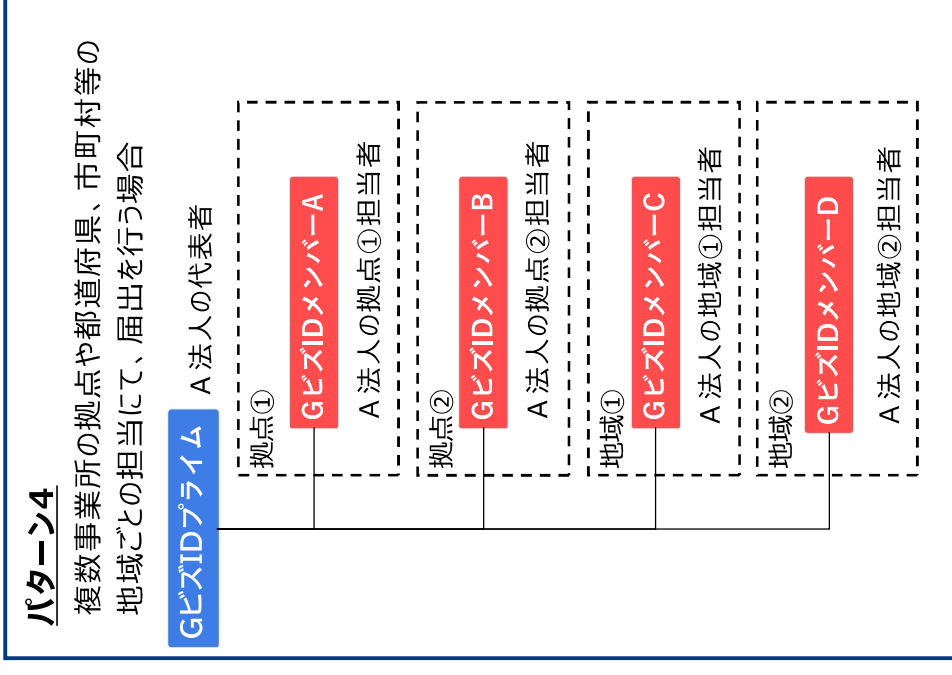 パターン4
複数事業所の拠点や都道府県、市町村等の
地域ごとの担当にて、届出を行う場合
GビズIDプライム A法人の代表者
拠点①
GビズIDメンバーA
A法人の拠点①担当者
拠点②
GビズIDメンバーB
A法人の拠点②担当者
地域①
GビズIDメンバーC
A法人の地域①担当者
地域②
GビズIDメンバーD
A法人の地域②担当者